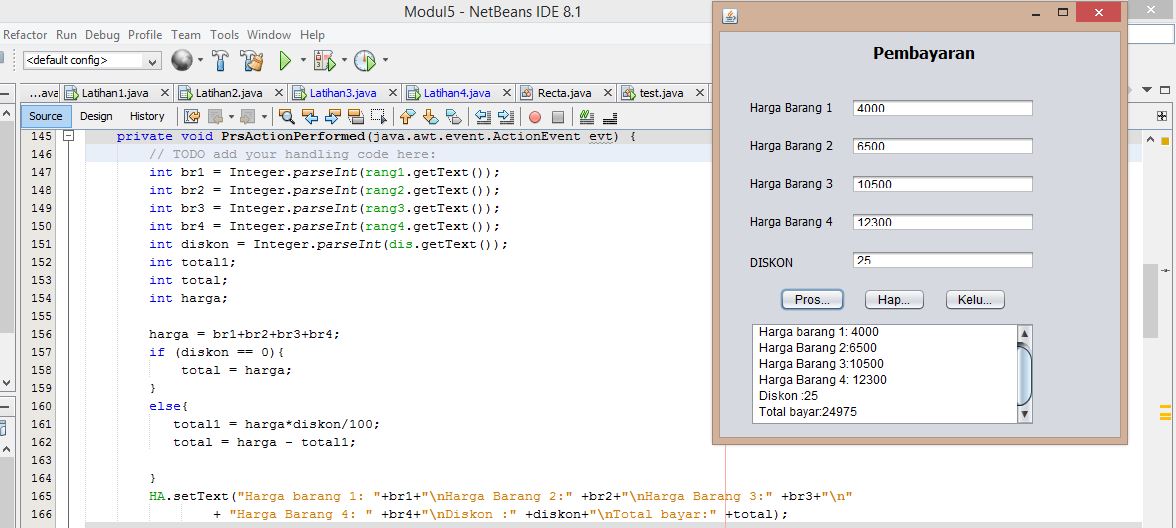 Modul5 - NetBeans IDE 8.1
Refactor Run Debug Profile Team Tools Window Help
<default config>
...ava Latihan1.java Latihan2.java Latihan3.java Latihan4.java Recta.java test.java
Source Design History
145 private void PrsActionPerformed(java.awt.event.ActionEvent evt) {
146 // TODO add your handling code here:
147 int br1 = Integer.parseInt(rang1.getText());
148 int br2 = Integer.parseInt(rang2.getText());
149 int br3 = Integer.parseInt(rang3.getText());
150 int br4 = Integer.parseInt(rang4.getText());
151 int diskon = Integer.parseInt(dis.getText());
152 int total1;
153 int total;
154 int harga;
155
156 harga = br1+br2+br3+br4;
157 if (diskon == 0){
158 total = harga;
159 }
160 else{
161 total1 = harga*diskon/100;
162 total = harga - total1;
163
164 }
165 HA.setText("Harga barang 1: "+br1+"\nHarga Barang 2:" +br2+"\nHarga Barang 3:" +br3+"\n"
166 + "Harga Barang 4: " +br4+"\nDiskon :" +diskon+"\nTotal bayar:" +total);
Pembayaran
Harga Barang 1 4000
Harga Barang 2 6500
Harga Barang 3 10500
Harga Barang 4 12300
DISKON 25
Pros... Hap... Kelu...
Harga barang 1: 4000
Harga Barang 2:6500
Harga Barang 3:10500
Harga Barang 4: 12300
Diskon :25
Total bayar:24975